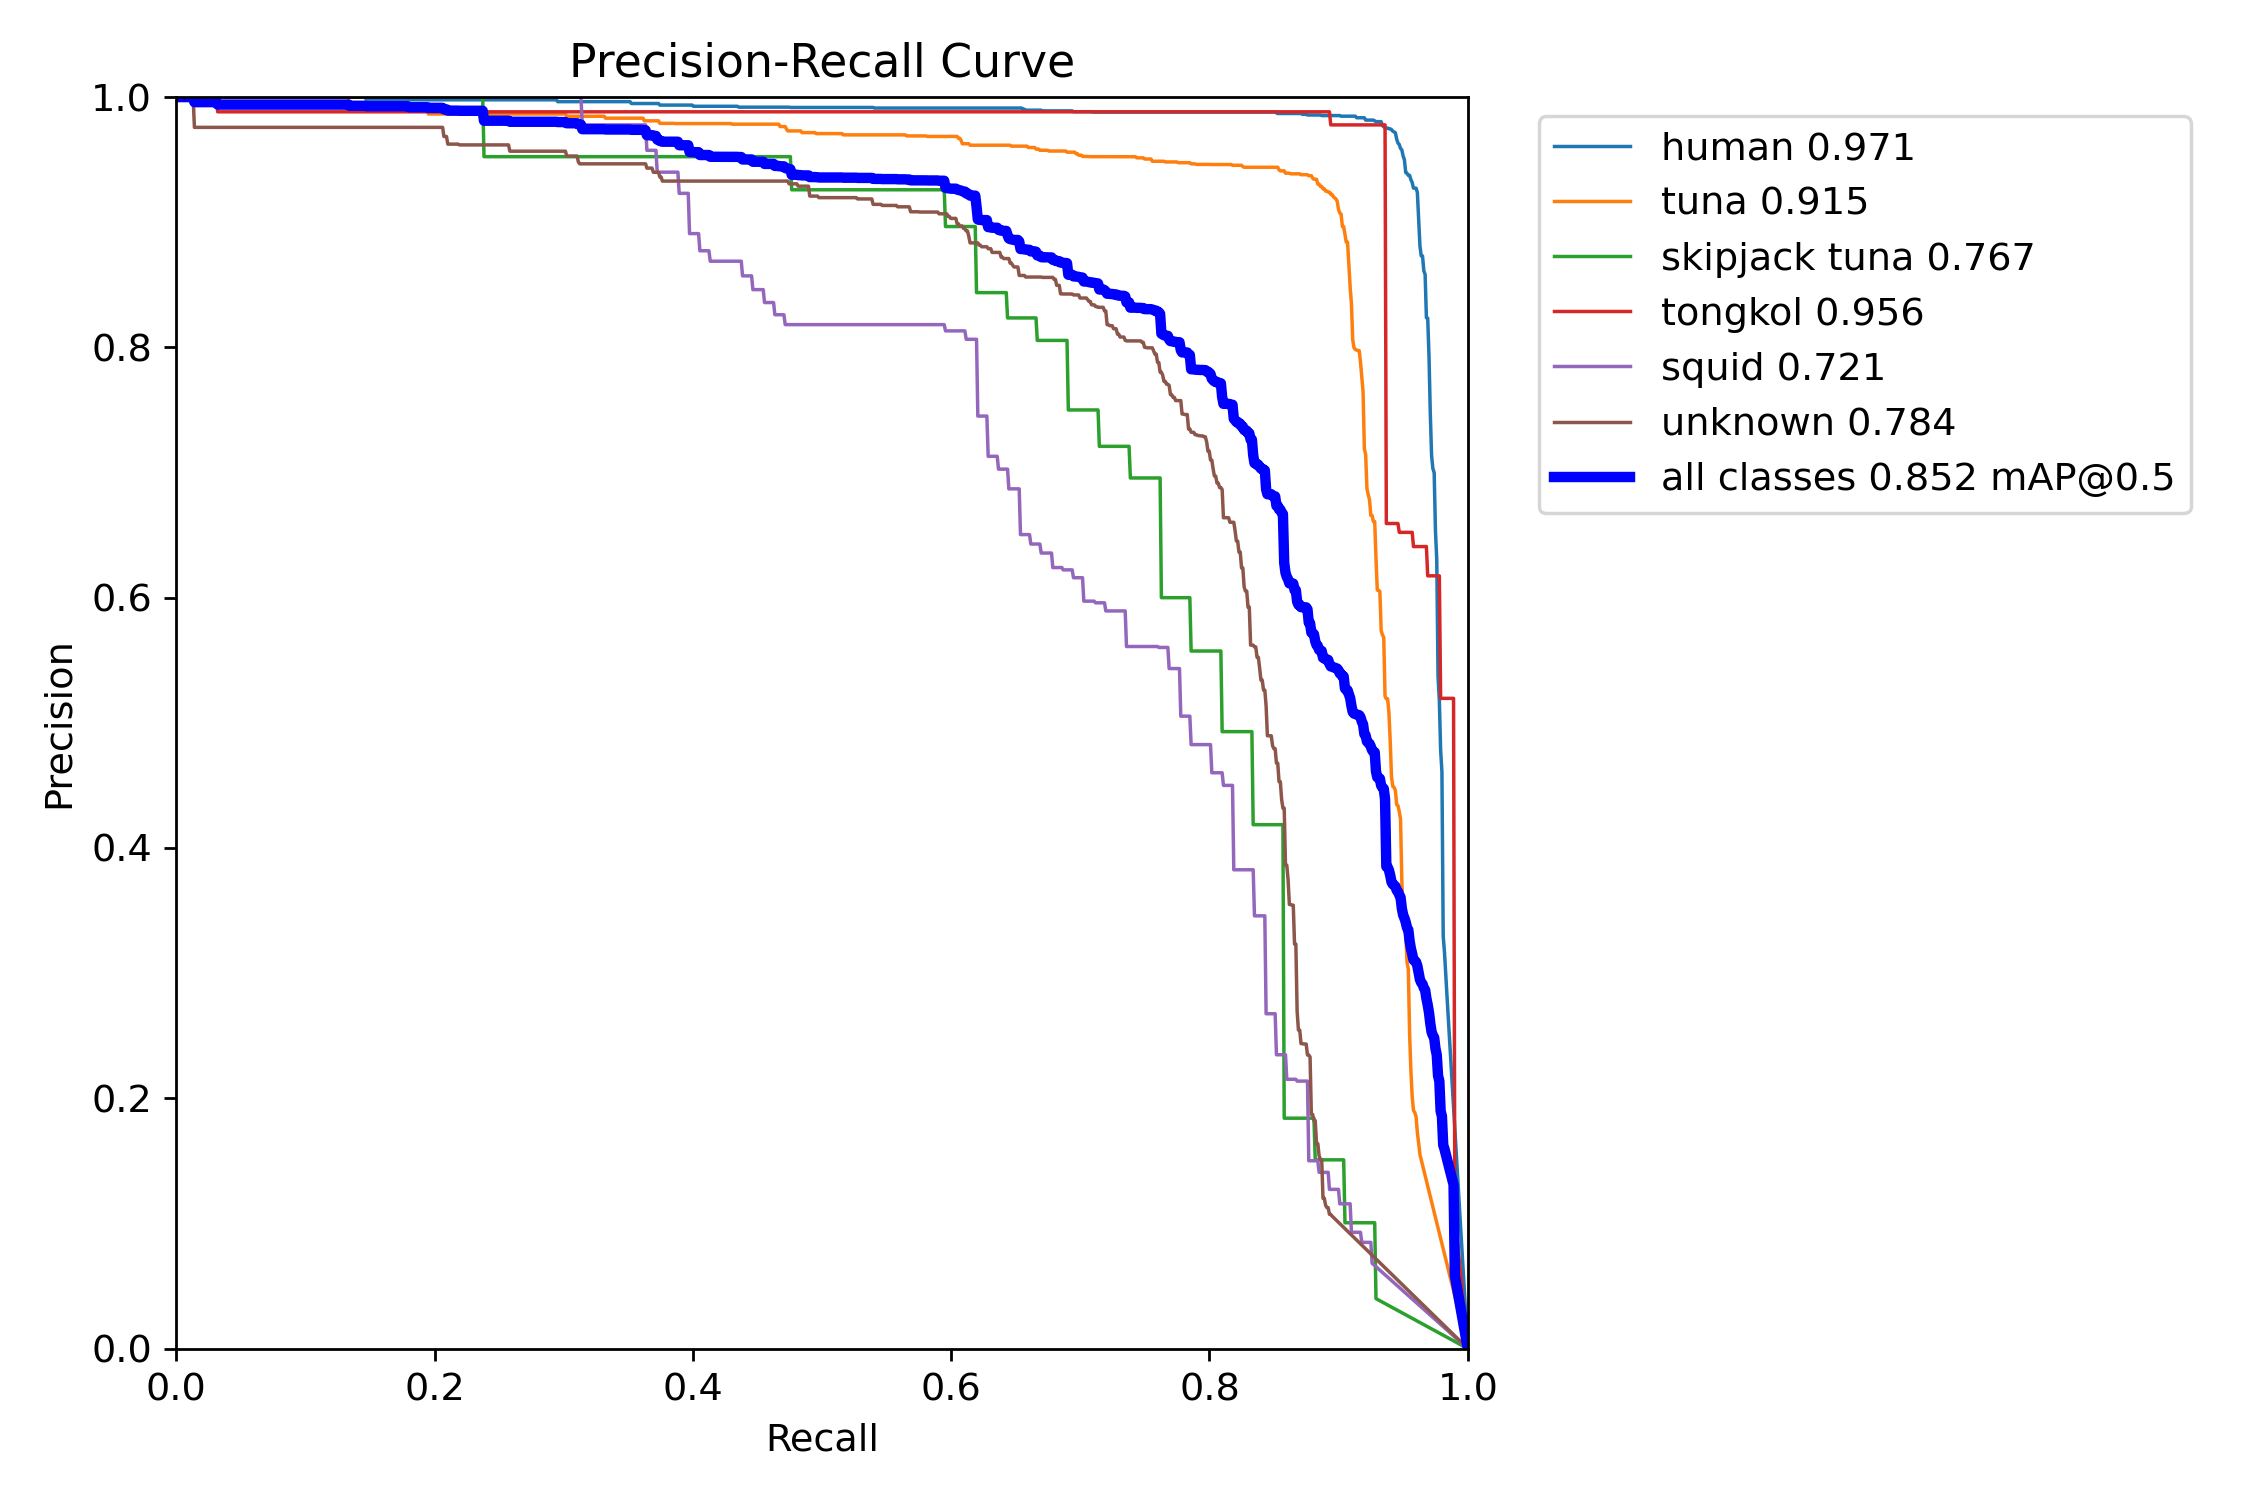 Precision-Recall Curve
1.0
0.8
0.6
0.4
0.2
0.0
Precision
0.0 0.2 0.4 0.6 0.8 1.0
Recall
human 0.971
tuna 0.915
skipjack tuna 0.767
tongkol 0.956
squid 0.721
unknown 0.784
all classes 0.852 mAP@0.5